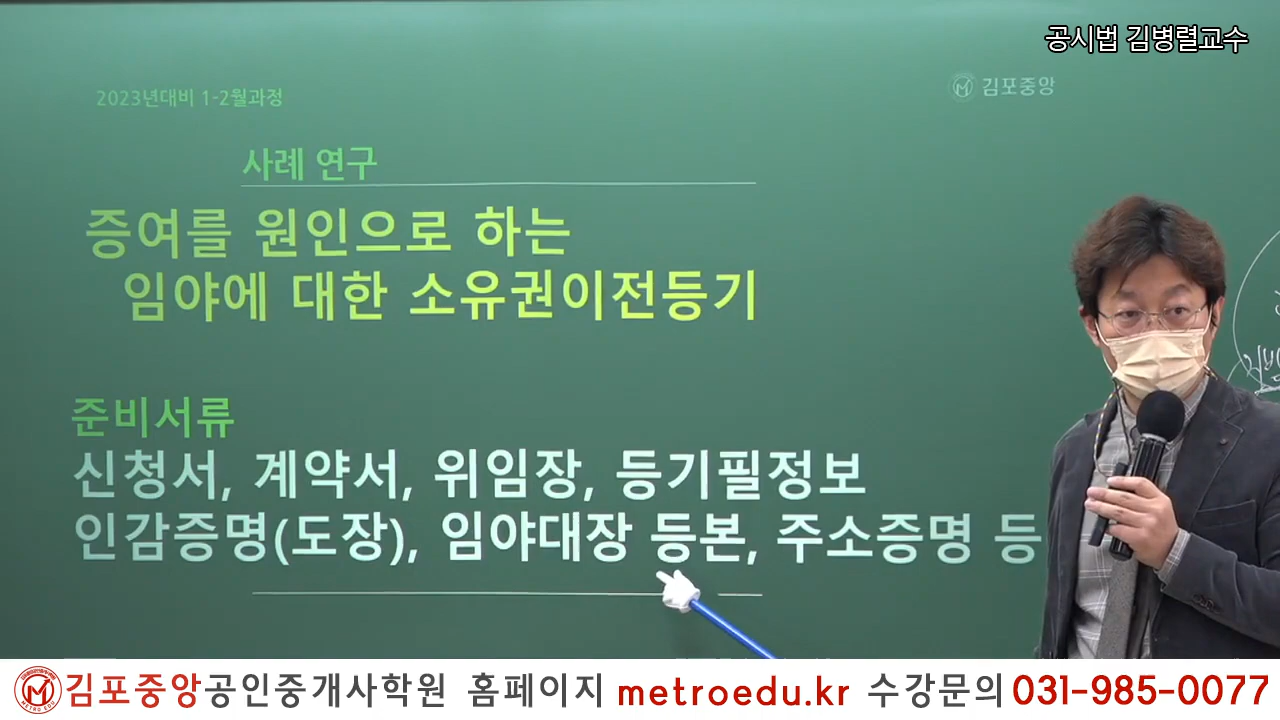 공시법 김병렬교수
2023년대비 1-2월과정
김포중앙
사례 연구
증여를 원인으로 하는
임야에 대한 소유권이전등기
준비서류
신청서, 계약서, 위임장, 등기필정보
인감증명(도장), 임야대장 등본, 주소증명 등
김포중앙공인중개사학원 홈페이지 metroedu.kr 수강문의 031-985-0077